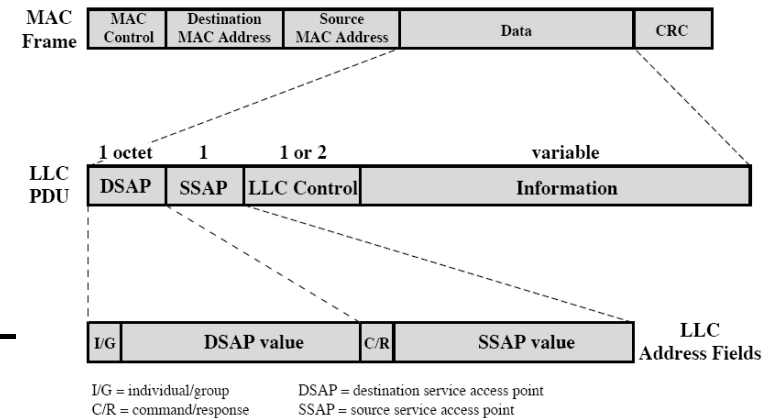 MAC
Frame
MAC
Control
Destination
MAC Address
Source
MAC Address
Data
CRC
1 octet
1
1 or 2
variable
LLC
PDU
DSAP
SSAP
LLC Control
Information
I/G
DSAP value
C/R
SSAP value
LLC
Address Fields
I/G = individual/group
DSAP = destination service access point
C/R = command/response
SSAP = source service access point